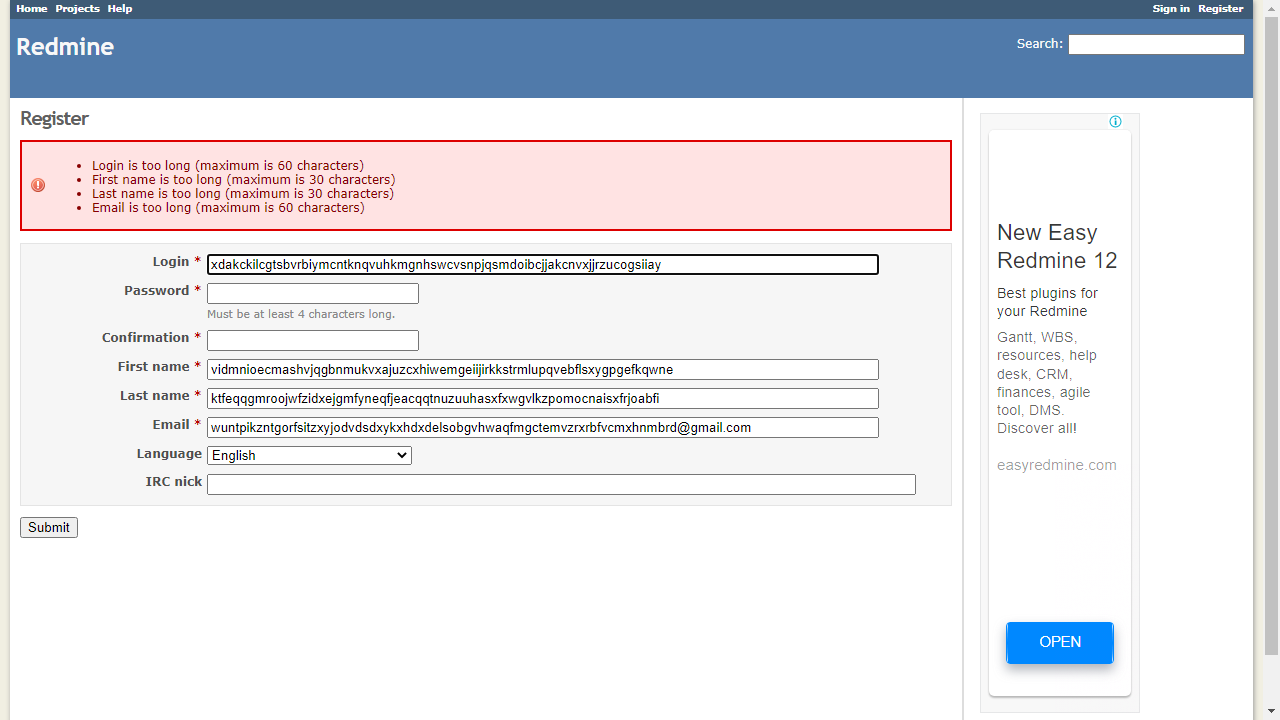 Home Projects Help Sign in Register
Redmine
Search:
Register
Login is too long (maximum is 60 characters)
First name is too long (maximum is 30 characters)
Last name is too long (maximum is 30 characters)
Email is too long (maximum is 60 characters)
Login * xdakckilcgtsbvrbiymcntknqvuhkmgnhswcvsnpjqsmdoibcjjakcnvxjjrzucogsiiay
Password *
Must be at least 4 characters long.
Confirmation *
First name * vidmnioecmashvjqgbnmukvxajuzcxhiwemgeiijirkkstrmlupqvebflsxygpgefkqwne
Last name * ktfeqqgmroojwfzidxejgmfyneqfjeacqqtnuzuuhasxfxwgvlkzpomocnaisxfrjoabfi
Email * wuntpikzntgorfsitzxyjodvdsdxykxhdxdelsobgvhwaqfmgctemvzrxrbfvcmxhnmbrd@gmail.com
Language English
IRC nick
Submit
New Easy
Redmine 12
Best plugins for
your Redmine
Gantt, WBS,
resources, help
desk, CRM,
finances, agile
tool, DMS.
Discover all!
easyredmine.com
OPEN